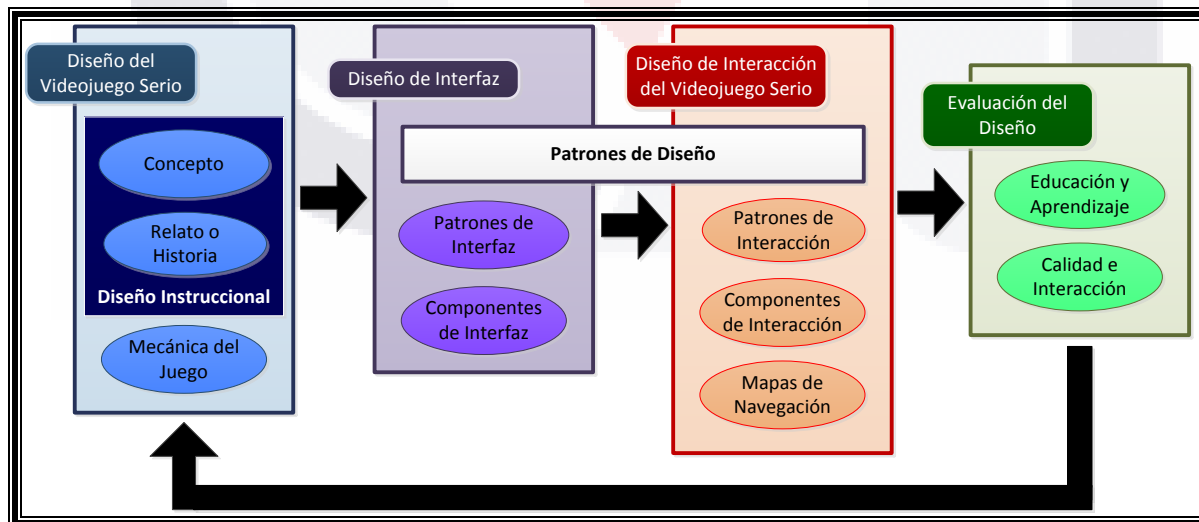 Diseño del
Videojuego Serio
Concepto
Relato o
Historia
Diseño Instruccional
Mecánica del
Juego
Diseño de Interfaz
Patrones de Diseño
Patrones de
Interfaz
Componentes
de Interfaz
Diseño de Interacción
del Videojuego Serio
Patrones de
Interacción
Componentes
de Interacción
Mapas de
Navegación
Evaluación del
Diseño
Educación y
Aprendizaje
Calidad e
Interacción